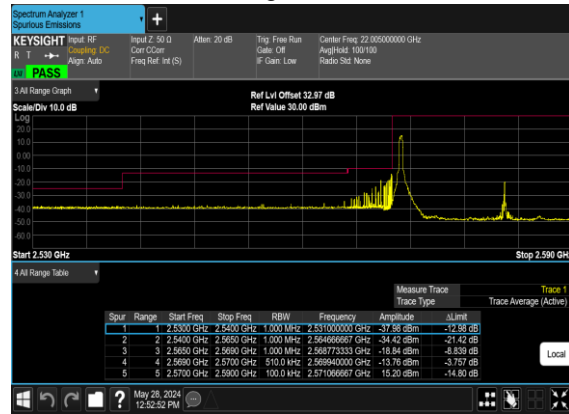 Spectrum Analyzer 1
Spurious Emissions
+
KEYSIGHT Input: RF Input Z: 50 Ω Atten: 20 dB Trig: Free Run Center Freq: 22.005000000 GHz
R T Coupling: DC Corr CCorr Gate: Off Avg|Hold: 100/100
Align: Auto Freq Ref: Int (S) IF Gain: Low Radio Std: None
PASS
3 All Range Graph Ref Lvl Offset 32.97 dB
Scale/Div 10.0 dB Ref Value 30.00 dBm
Log
20.0
10.0
0.00
-10.0
-20.0
-30.0
-40.0
-50.0
-60.0
Start 2.530 GHz Stop 2.590 GHz
4 All Range Table
Measure Trace Trace 1
Trace Type Trace Average (Active)
Spur Range Start Freq Stop Freq RBW Frequency Amplitude ΔLimit
1 1 2.5300 GHz 2.5400 GHz 1.000 MHz 2.531000000 GHz -37.98 dBm -12.98 dB
2 2 2.5400 GHz 2.5650 GHz 1.000 MHz 2.564666667 GHz -34.42 dBm -21.42 dB
3 3 2.5650 GHz 2.5690 GHz 1.000 MHz 2.568773333 GHz -18.84 dBm -8.839 dB
4 4 2.5690 GHz 2.5700 GHz 510.0 kHz 2.569940000 GHz -13.76 dBm -3.757 dB
5 5 2.5700 GHz 2.5900 GHz 100.0 kHz 2.571066667 GHz 15.20 dBm -14.80 dB
Local
?
May 28, 2024
12:52:52 PM